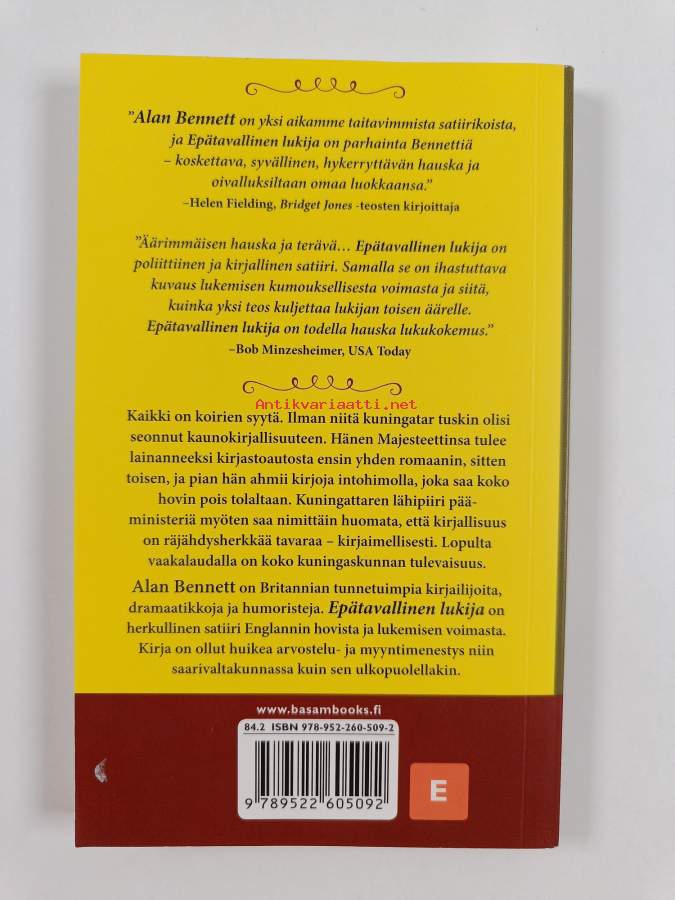 ”Alan Bennett on yksi aikamme taitavimmista satiirikoista,
ja Epätavallinen lukija on parhainta Bennettiä
– koskettava, syvällinen, hykerryttävän hauska ja
oivalluksiltaan omaa luokkaansa.”
–Helen Fielding, Bridget Jones -teosten kirjoittaja
”Äärimmäisen hauska ja terävä… Epätavallinen lukija on
poliittinen ja kirjallinen satiiri. Samalla se on ihastuttava
kuvaus lukemisen kumouksellisesta voimasta ja siitä,
kuinka yksi teos kuljettaa lukijan toisen äärelle.
Epätavallinen lukija on todella hauska lukukokemus.”
–Bob Minzesheimer, USA Today
Antikvariaatti.net
Kaikki on koirien syytä. Ilman niitä kuningatar tuskin olisi
seonnut kaunokirjallisuuteen. Hänen Majesteettinsa tulee
lainanneeksi kirjastoautosta ensin yhden romaanin, sitten
toisen, ja pian hän ahmii kirjoja intohimolla, joka saa koko
hovin pois tolaltaan. Kuningattaren lähipiiri pää-
ministeriä myöten saa nimittäin huomata, että kirjallisuus
on räjähdysherkkää tavaraa – kirjaimellisesti. Lopulta
vaakalaudalla on koko kuningaskunnan tulevaisuus.
Alan Bennett on Britannian tunnetuimpia kirjailijoita,
dramaatikkoja ja humoristeja. Epätavallinen lukija on
herkullinen satiiri Englannin hovista ja lukemisen voimasta.
Kirja on ollut huikea arvostelu- ja myyntimenestys niin
saarivaltakunnassa kuin sen ulkopuolellakin.
www.basambooks.fi
84.2 ISBN 978-952-260-509-2
9 789522 605092
E